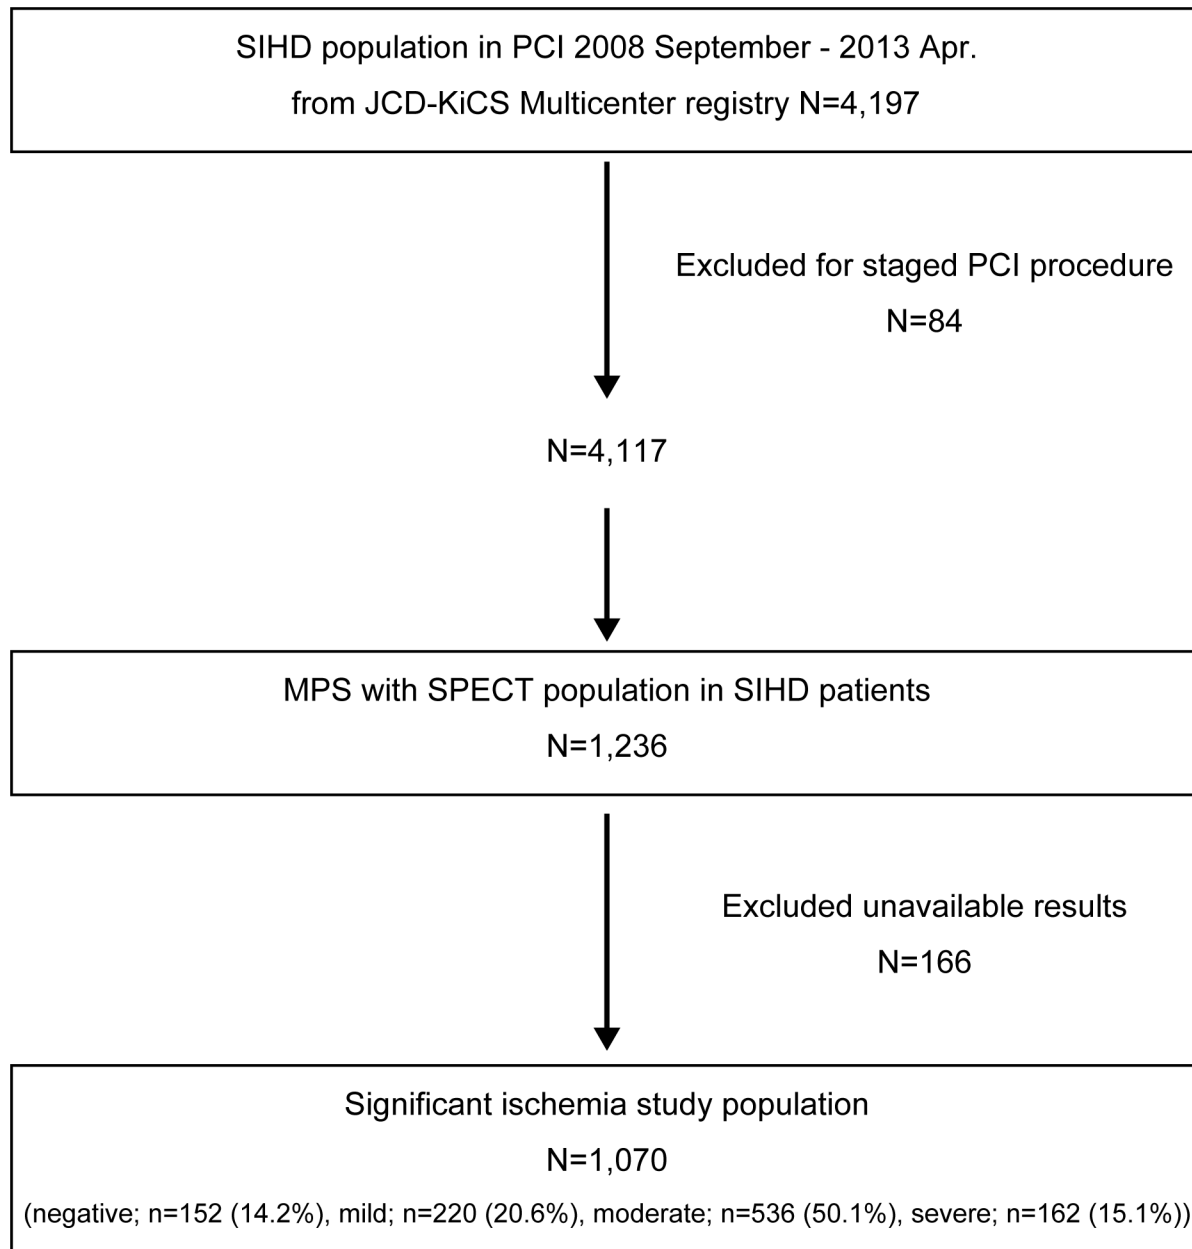 SIHD population in PCI 2008 September - 2013 Apr.
from JCD-KiCS Multicenter registry N=4,197
Excluded for staged PCI procedure
N=84
N=4,117
MPS with SPECT population in SIHD patients
N=1,236
Excluded unavailable results
N=166
Significant ischemia study population
N=1,070
(negative; n=152 (14.2%), mild; n=220 (20.6%), moderate; n=536 (50.1%), severe; n=162 (15.1%))